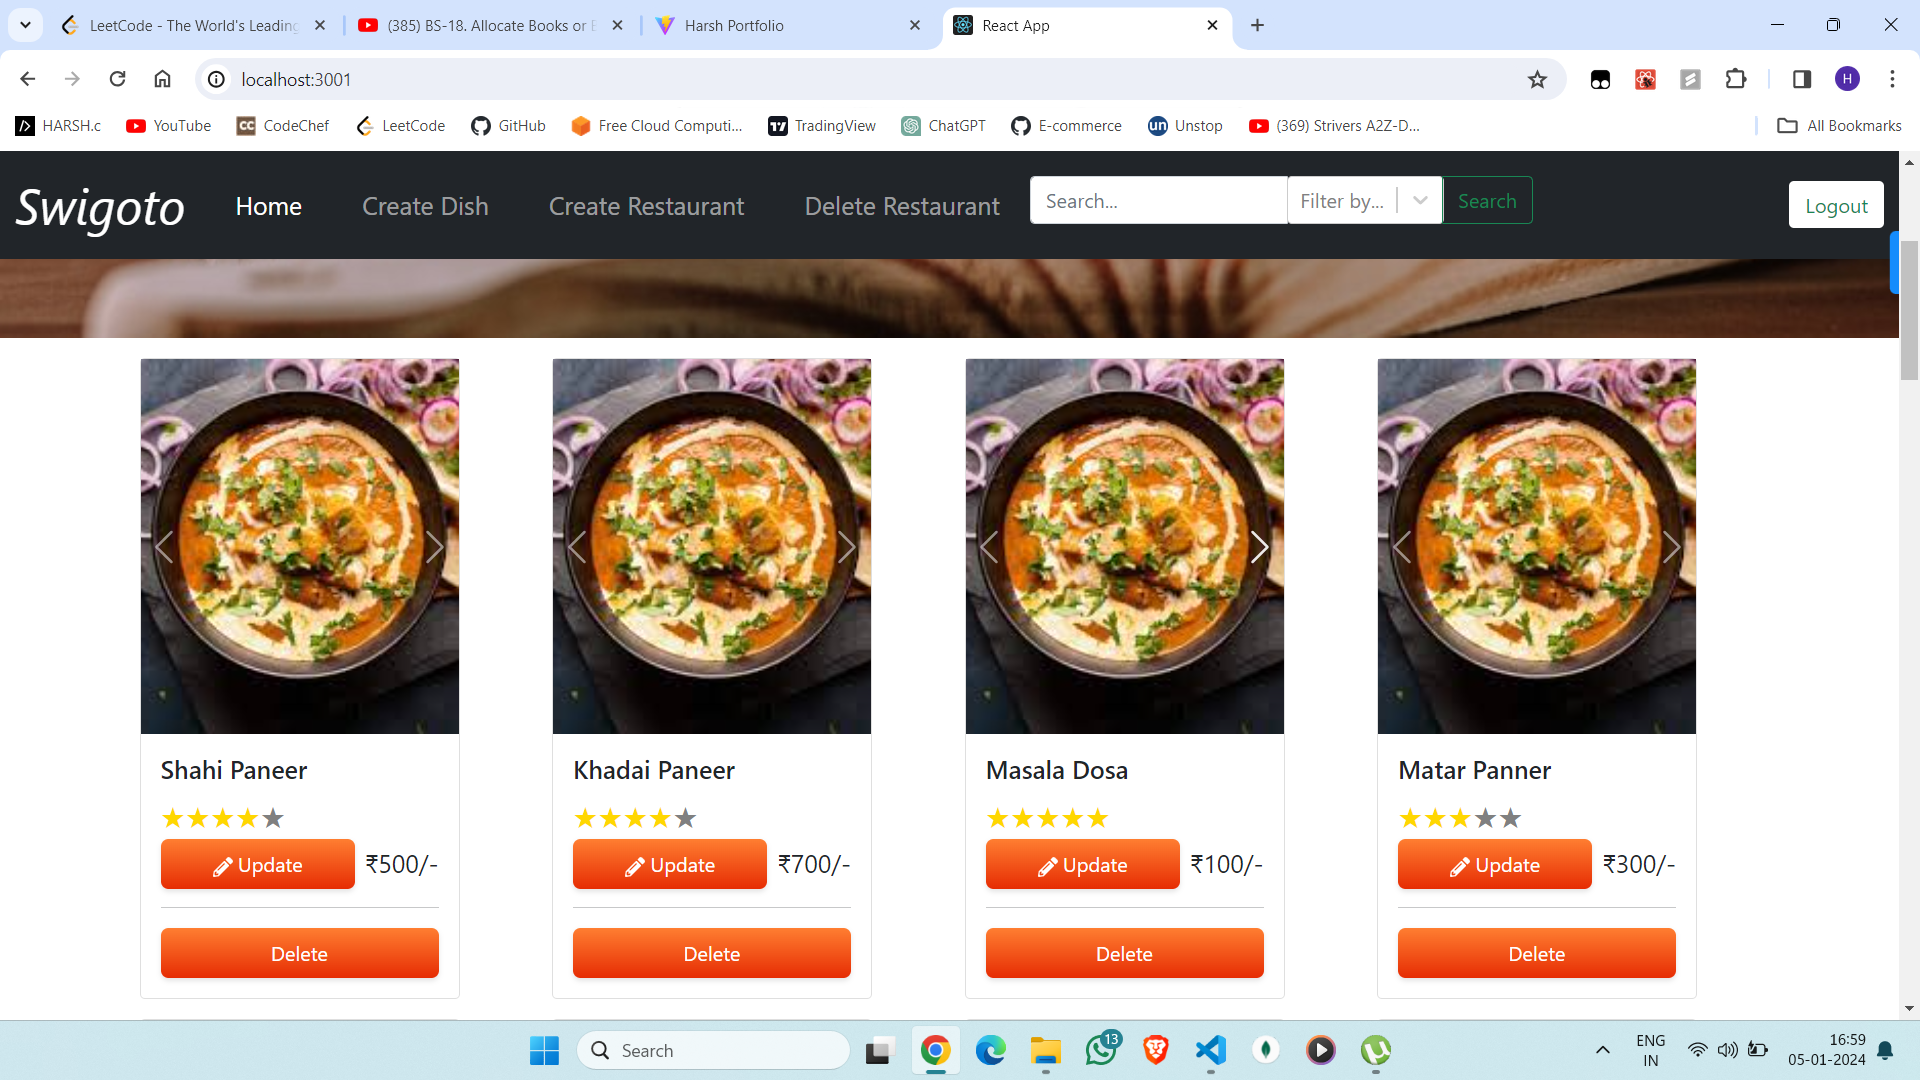 LeetCode - The World's Leading
(385) BS-18. Allocate Books or B
Harsh Portfolio
React App
localhost:3001
H
HARSH.c
YouTube
CC
CodeChef
LeetCode
GitHub
Free Cloud Computi...
TradingView
ChatGPT
E-commerce
un
Unstop
(369) Strivers A2Z-D...
All Bookmarks
Swigoto
Home
Create Dish
Create Restaurant
Delete Restaurant
Search...
Filter by...
Search
Logout
Shahi Paneer
Khadai Paneer
Masala Dosa
Matar Panner
Update
₹500/-
Update
₹700/-
Update
₹100/-
Update
₹300/-
Delete
Delete
Delete
Delete
Search
13
ENG
IN
16:59
05-01-2024